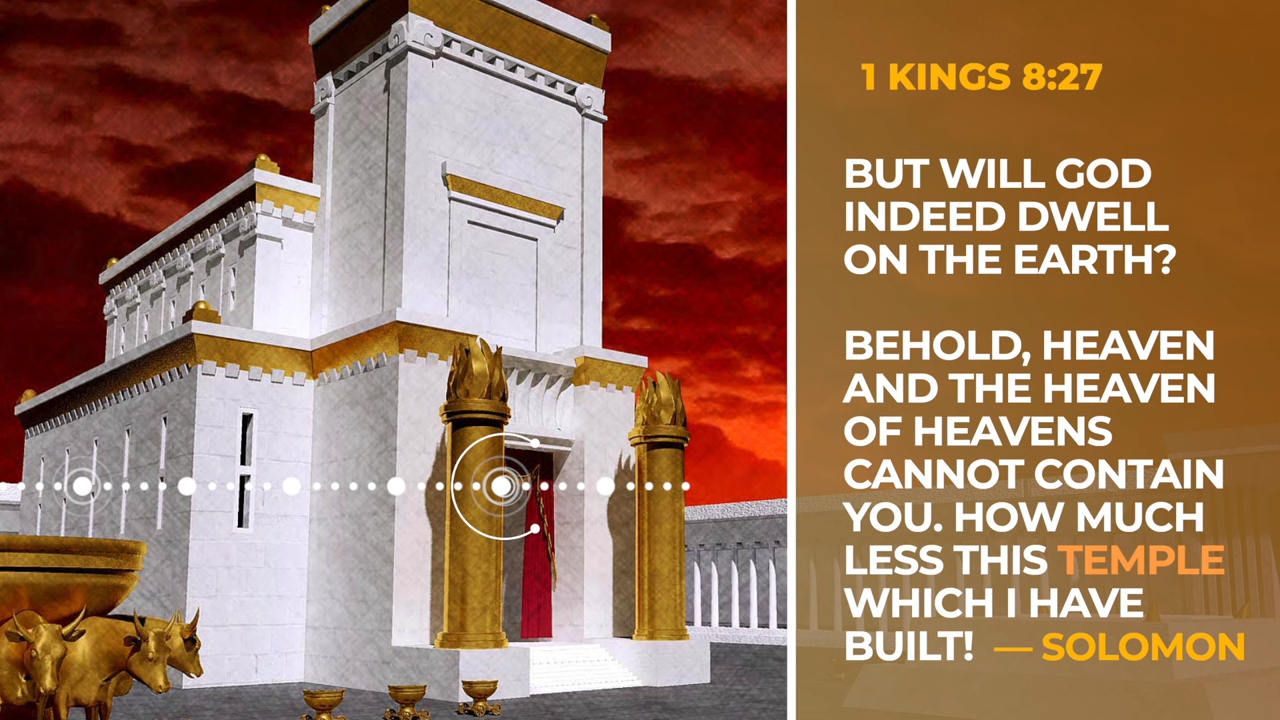 1 KINGS 8:27
BUT WILL GOD
INDEED DWELL
ON THE EARTH?
BEHOLD, HEAVEN
AND THE HEAVEN
OF HEAVENS
CANNOT CONTAIN
YOU. HOW MUCH
LESS THIS TEMPLE
WHICH I HAVE
BUILT! — SOLOMON